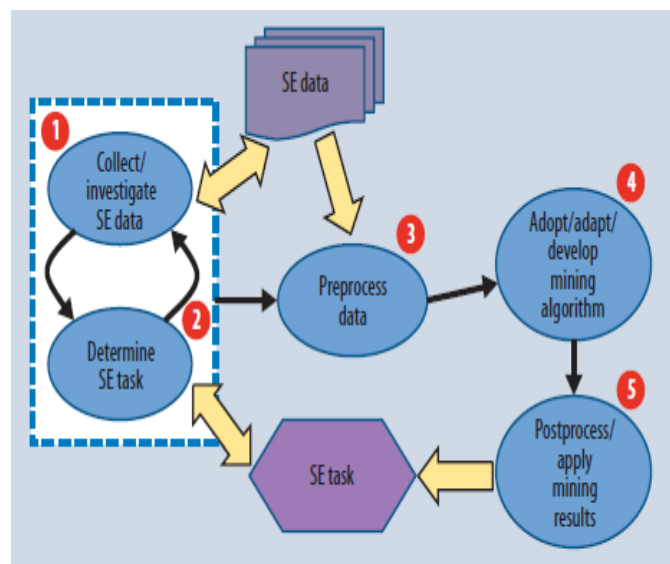 SE data
1
Collect/
investigate
SE data
2
Determine
SE task
3
Preprocess
data
4
Adopt/adapt/
develop
mining
algorithm
5
Postprocess/
apply
mining
results
SE task